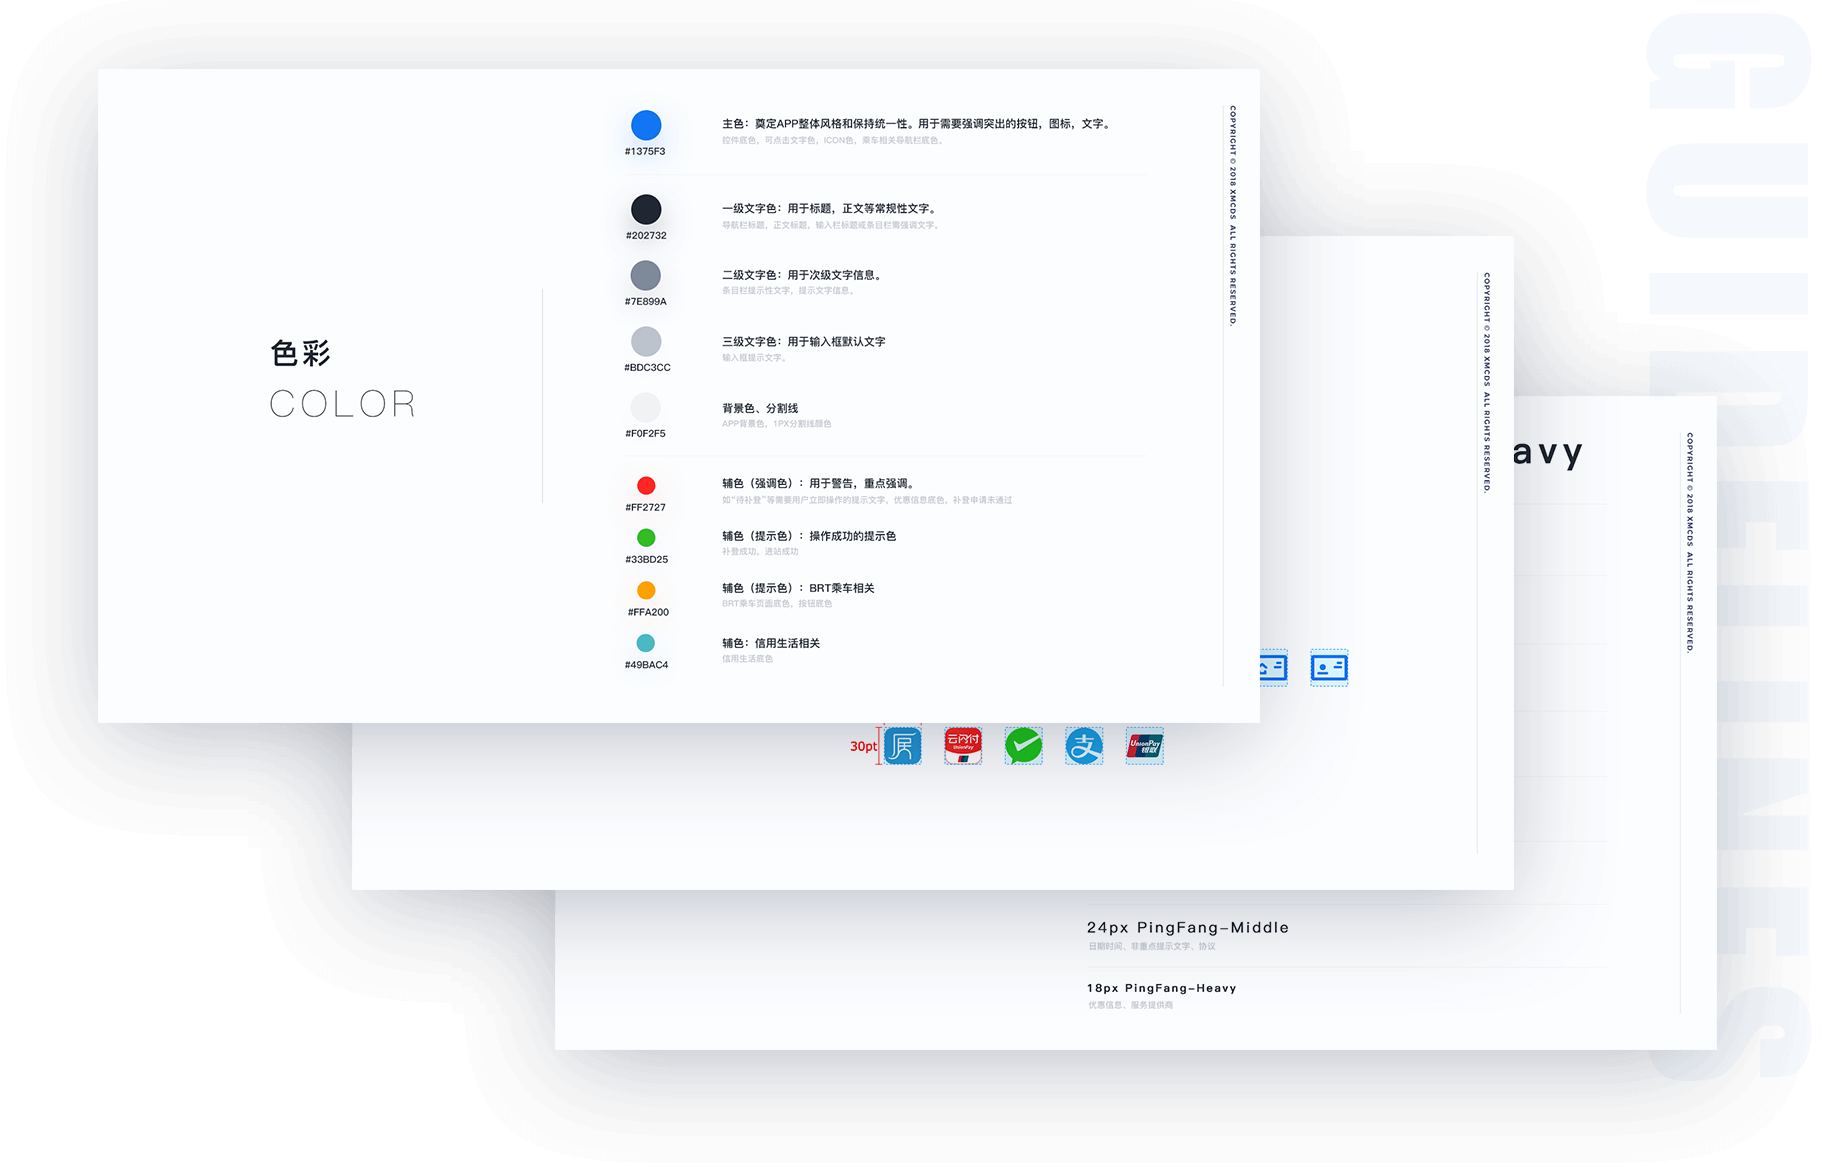 色彩
COLOR
#1375F3
主色：奠定APP整体风格和保持统一性。用于需要强调突出的按钮，图标，文字。
控件底色，可点击文字色，ICON色，乘车相关导航栏底色。
#202732
一级文字色：用于标题，正文等常规性文字。
导航栏标题，正文标题，输入栏标题或条目栏需强调文字。
#7E899A
二级文字色：用于次级文字信息。
条目栏提示性文字，提示文字信息。
#BDC3CC
三级文字色：用于输入框默认文字
输入框提示文字。
#F0F2F5
背景色、分割线
APP背景色，1PX分割线颜色
#FF2727
辅色（强调色）：用于警告，重点强调。
如“待补登”等需要用户立即操作的提示文字，优惠信息底色，补登申请未通过
#33BD25
辅色（提示色）：操作成功的提示色
补登成功，进站成功
#FFA200
辅色（提示色）：BRT乘车相关
BRT乘车页面底色，按钮底色
#49BAC4
辅色：信用生活相关
信用生活底色
COPYRIGHT © 2018 XMCDS ALL RIGHTS RESERVED.
COPYRIGHT © 2018 XMCDS ALL RIGHTS RESERVED.
30pt
云闪付
UnionPay
支
UnionPay
银联
avy
COPYRIGHT © 2018 XMCDS ALL RIGHTS RESERVED.
24px PingFang-Middle
日期时间、非重点提示文字、协议
18px PingFang-Heavy
优惠信息、服务提供商